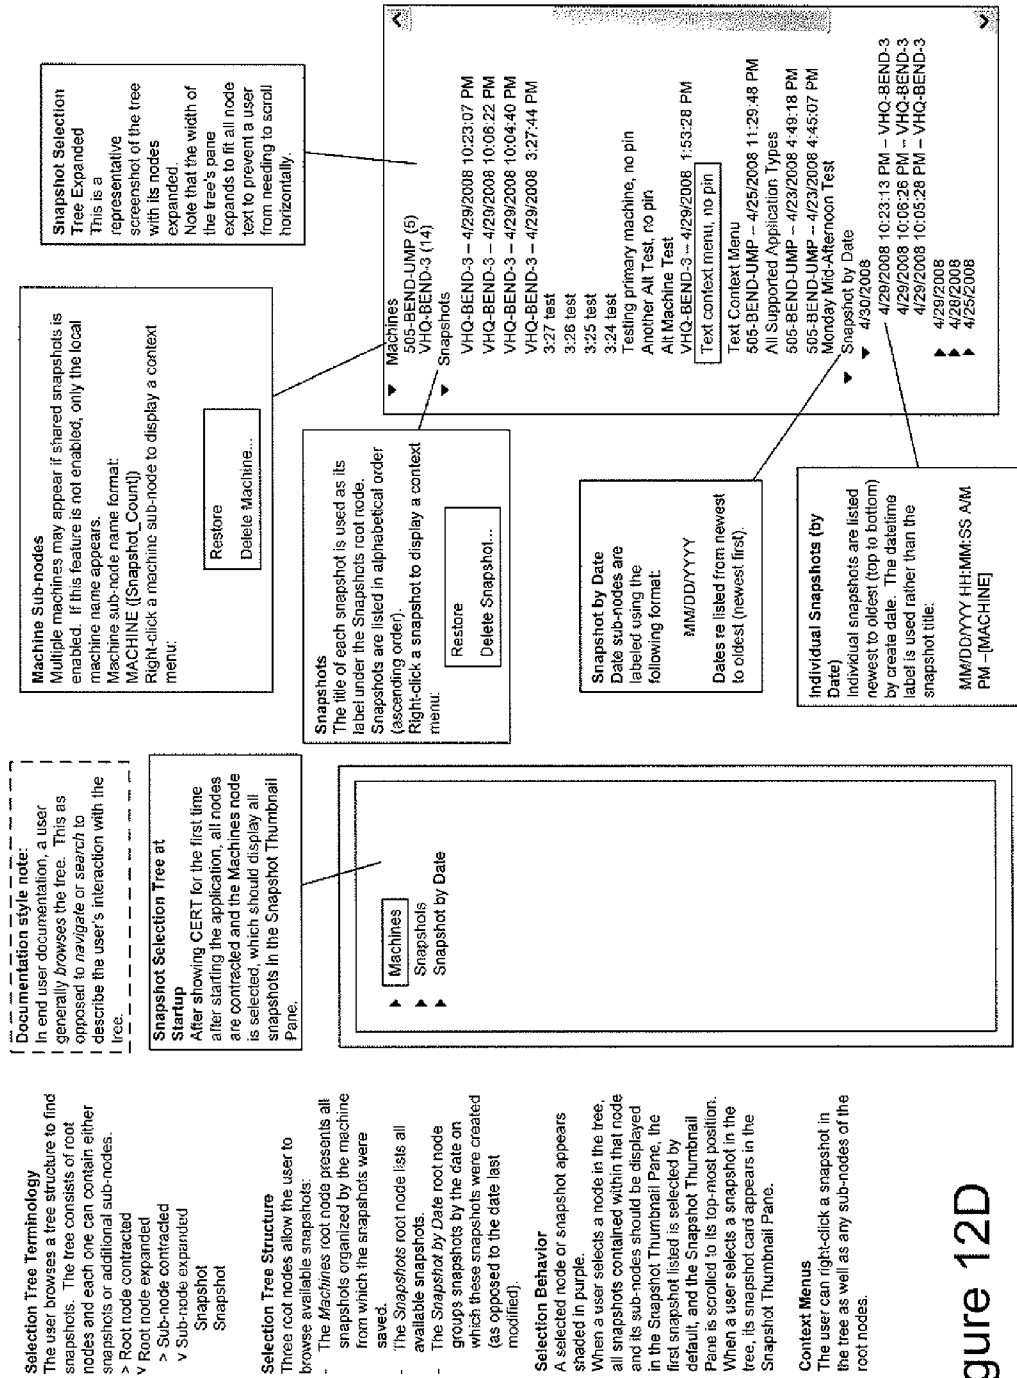 Selection Tree Terminology
The user browses a tree structure to find
snapshots. The tree consists of root
nodes and each one can contain either
snapshots or additional sub-nodes.
> Root node contracted
v Root node expanded
> Sub-node contracted
v Sub-node expanded
Snapshot
Snapshot
Selection Tree Structure
Three root nodes allow the user to
browse available snapshots:
- The Machines root node presents all
snapshots organized by the machine
from which the snapshots were
saved.
- The Snapshots root node lists all
available snapshots.
- The Snapshot by Date root node
groups snapshots by the date on
which these snapshots were created
(as opposed to the date last
modified).
Selection Behavior
A selected node or snapshot appears
shaded in purple.
When a user selects a node in the tree,
all snapshots contained within that node
and its sub-nodes should be displayed
in the Snapshot Thumbnail Pane, the
first snapshot listed is selected by
default, and the Snapshot Thumbnail
Pane is scrolled to its top-most position.
When a user selects a snapshot in the
tree, its snapshot card appears in the
Snapshot Thumbnail Pane.
Context Menus
The user can right-click a snapshot in
the tree as well as any sub-nodes of the
root nodes.
Documentation style note:
In end user documentation, a user
generally browses the tree. This as
opposed to navigate or search to
describe the user's interaction with the
tree.
Snapshot Selection Tree at
Startup
After showing CERT for the first time
after starting the application, all nodes
are contracted and the Machines node
is selected, which should display all
snapshots in the Snapshot Thumbnail
Pane.
Machines
Snapshots
Snapshot by Date
Machine Sub-nodes
Multiple machines may appear if shared snapshots is
enabled. If this feature is not enabled, only the local
machine name appears.
Machine sub-node name format:
MACHINE ([Snapshot_Count])
Right-click a machine sub-node to display a context
menu:
Restore
Delete Machine...
Snapshots
The title of each snapshot is used as its
label under the Snapshots root node.
Snapshots are listed in alphabetical order
(ascending order).
Right-click a snapshot to display a context
menu:
Restore
Delete Snapshot...
Snapshot by Date
Date sub-nodes are
labeled using the
following format:
MM/DD/YYYY
Dates re listed from newest
to oldest (newest first).
Individual Snapshots (by
Date)
Individual snapshots are listed
newest to oldest (top to bottom)
by create date. The datetime
label is used rather than the
snapshot title:
MM/DD/YYY HH:MM:SS A/M
PM –[MACHINE]
Snapshot Selection
Tree Expanded
This is a
representative
screenshot of the tree
with its nodes
expanded.
Note that the width of
the tree's pane
expands to fit all node
text to prevent a user
from needing to scroll
horizontally.
Machines
505-BEND-UMP (5)
VHQ-BEND-3 (14)
Snapshots
VHQ-BEND-3 -- 4/29/2008 10:23:07 PM
VHQ-BEND-3 -- 4/29/2008 10:06:22 PM
VHQ-BEND-3 -- 4/29/2008 10:04:40 PM
VHQ-BEND-3 -- 4/29/2008 3:27:44 PM
3:27 test
3:26 test
3:25 test
3:24 test
Testing primary machine, no pin
Another Alt Test, no pin
Alt Machine Test
VHQ-BEND-3 -- 4/29/2008 1:53:28 PM
Text context menu, no pin
Text Context Menu
505-BEND-UMP -- 4/25/2008 11:29:48 PM
All Supported Application Types
505-BEND-UMP -- 4/23/2008 4:49:18 PM
505-BEND-UMP -- 4/23/2008 4:45:07 PM
Monday Mid-Afternoon Test
Snapshot by Date
4/30/2008
4/29/2008 10:23:13 PM – VHQ-BEND-3
4/29/2008 10:06:26 PM – VHQ-BEND-3
4/29/2008 10:05:28 PM – VHQ-BEND-3
4/29/2008
4/28/2008
4/25/2008
gure 12D